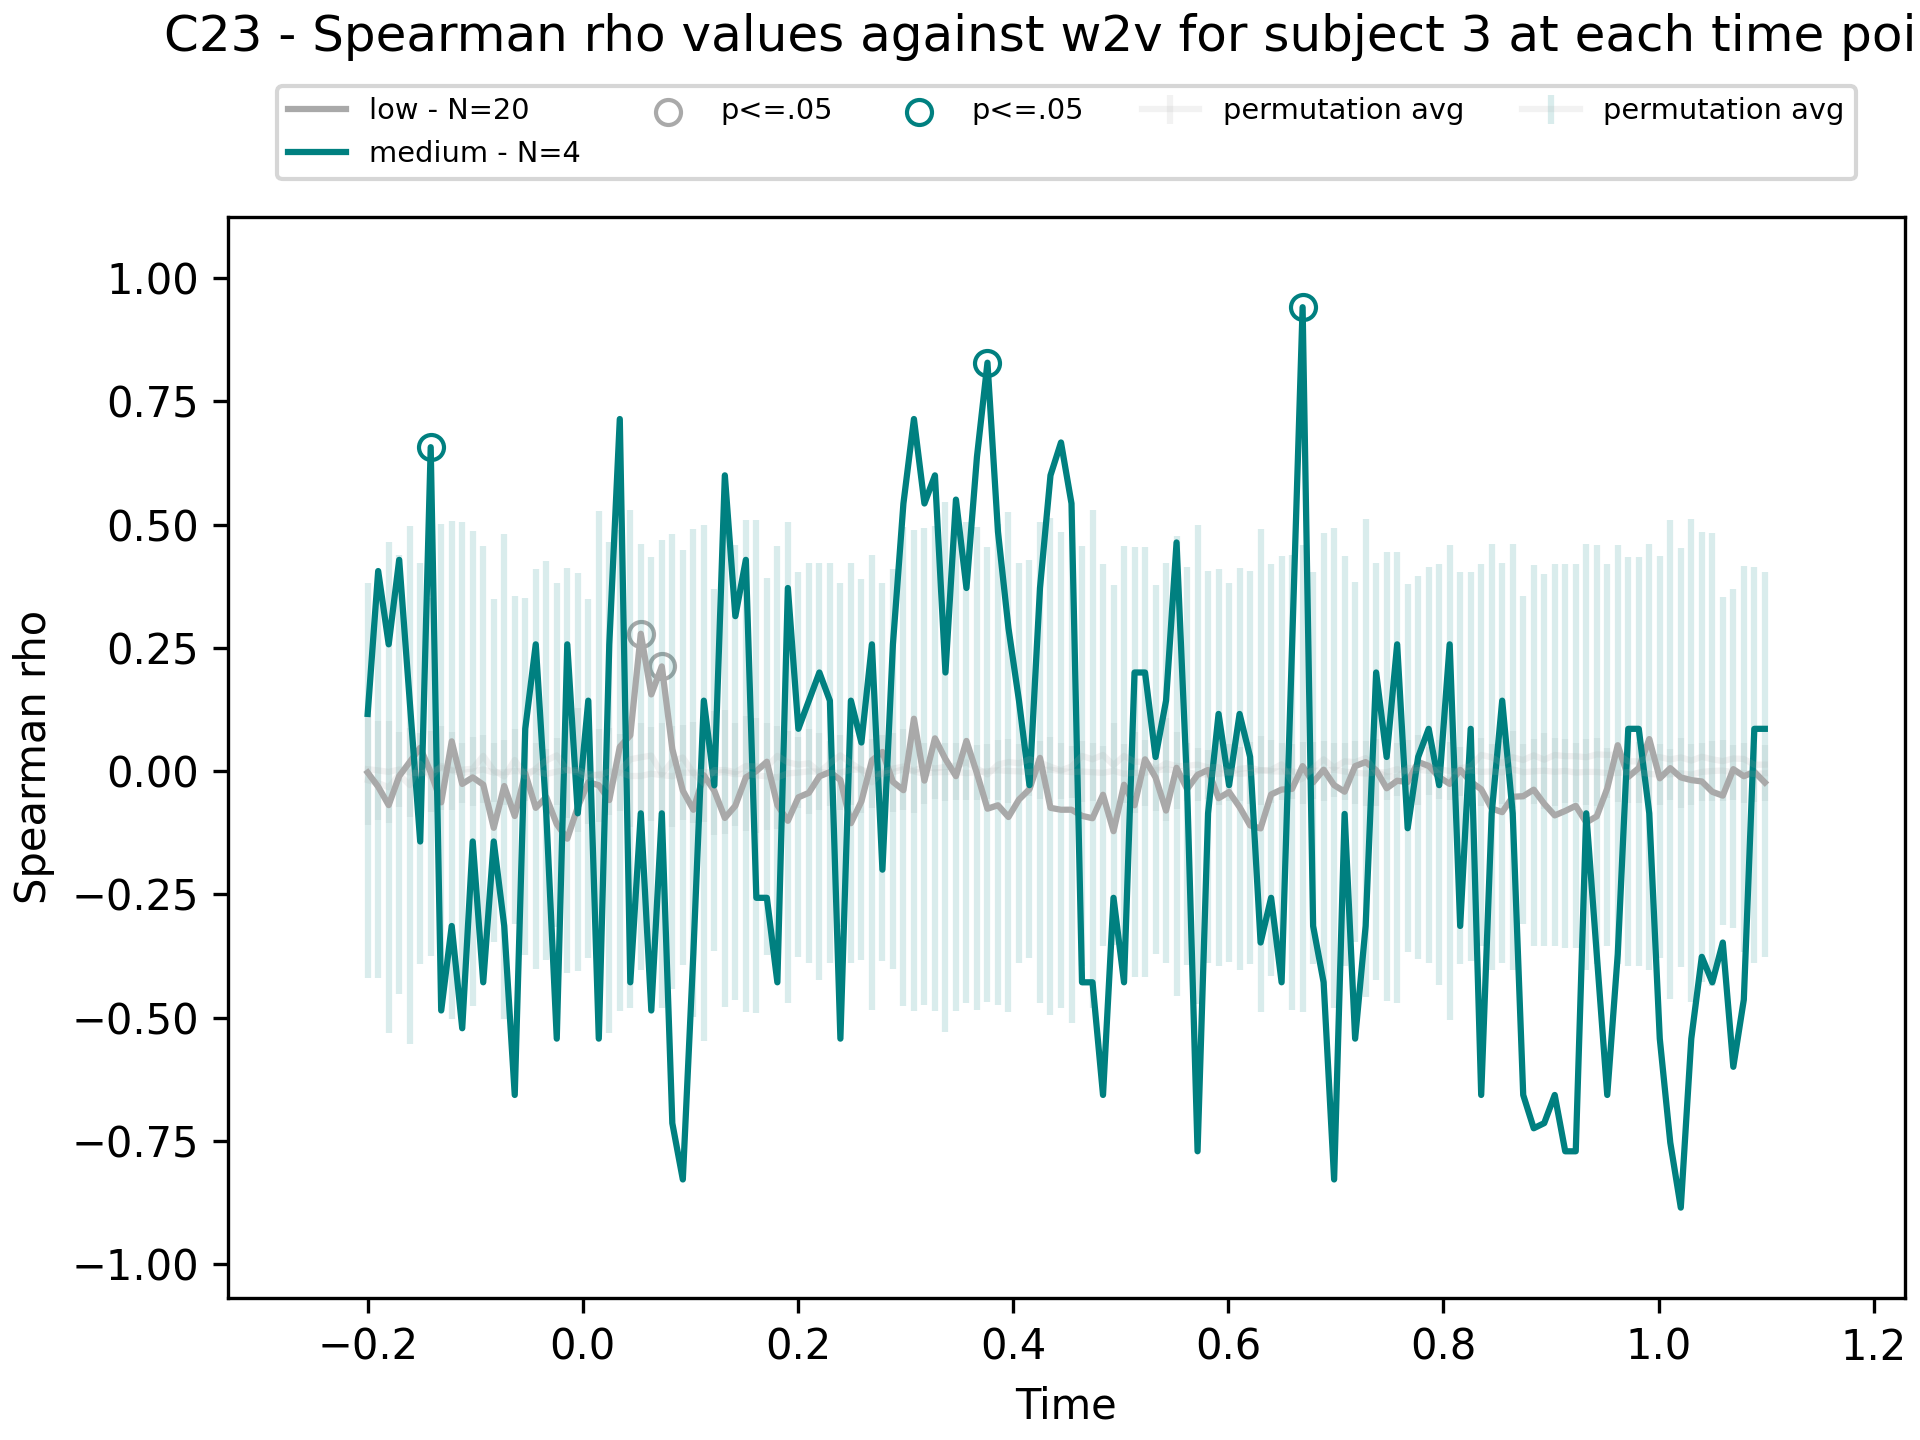 C23 - Spearman rho values against w2v for subject 3 at each time poi
low - N=20
medium - N=4
p<=.05
p<=.05
permutation avg
permutation avg
Spearman rho
1.00
0.75
0.50
0.25
0.00
−0.25
−0.50
−0.75
−1.00
−0.2 0.0 0.2 0.4 0.6 0.8 1.0 1.2
Time